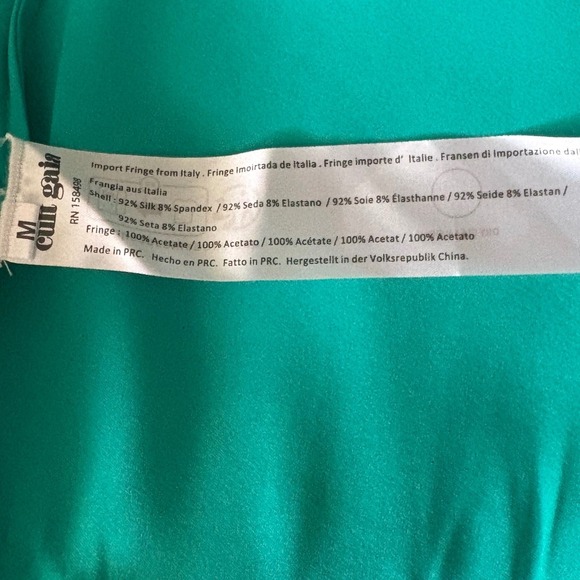 M
cult gaia
RN 158498
Import Fringe from Italy . Fringe Imoirtada de Italia . Fringe importe d' Italie . Fransen di Importazione dal
Frangia aus Italia
Shell : 92% Silk 8% Spandex / 92% Seda 8% Elastano / 92% Soie 8% Élasthanne / 92% Seide 8% Elastan /
92% Seta 8% Elastano
Fringe : 100% Acetate / 100% Acetato / 100% Acétate / 100% Acetat / 100% Acetato
Made in PRC. Hecho en PRC. Fatto in PRC. Hergestellt in der Volksrepublik China.